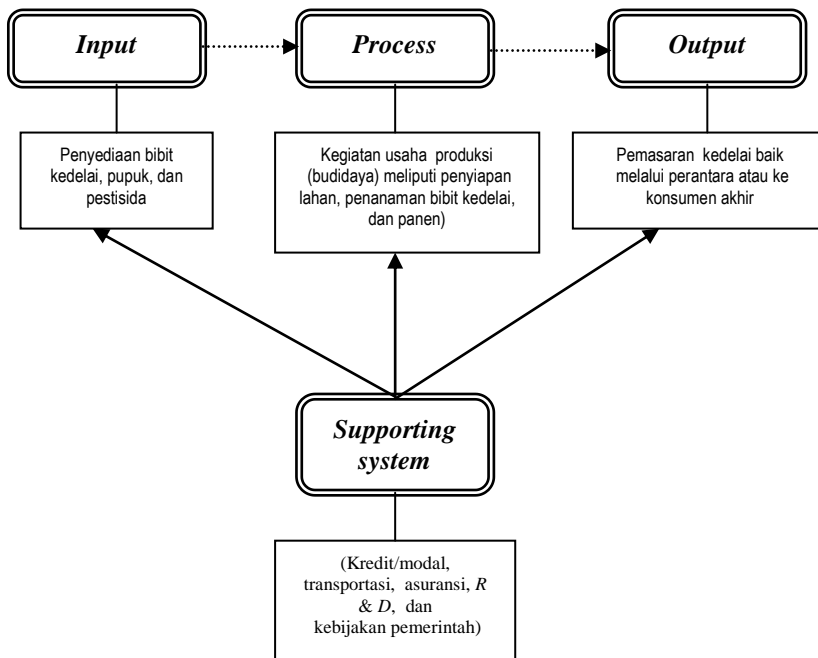 Input
Process
Output
Penyediaan bibit
kedelai, pupuk, dan
pestisida
Kegiatan usaha produksi
(budidaya) meliputi penyiapan
lahan, penanaman bibit kedelai,
dan panen)
Pemasaran kedelai baik
melalui perantara atau ke
konsumen akhir
Supporting
system
(Kredit/modal,
transportasi, asuransi, R
& D, dan
kebijakan pemerintah)